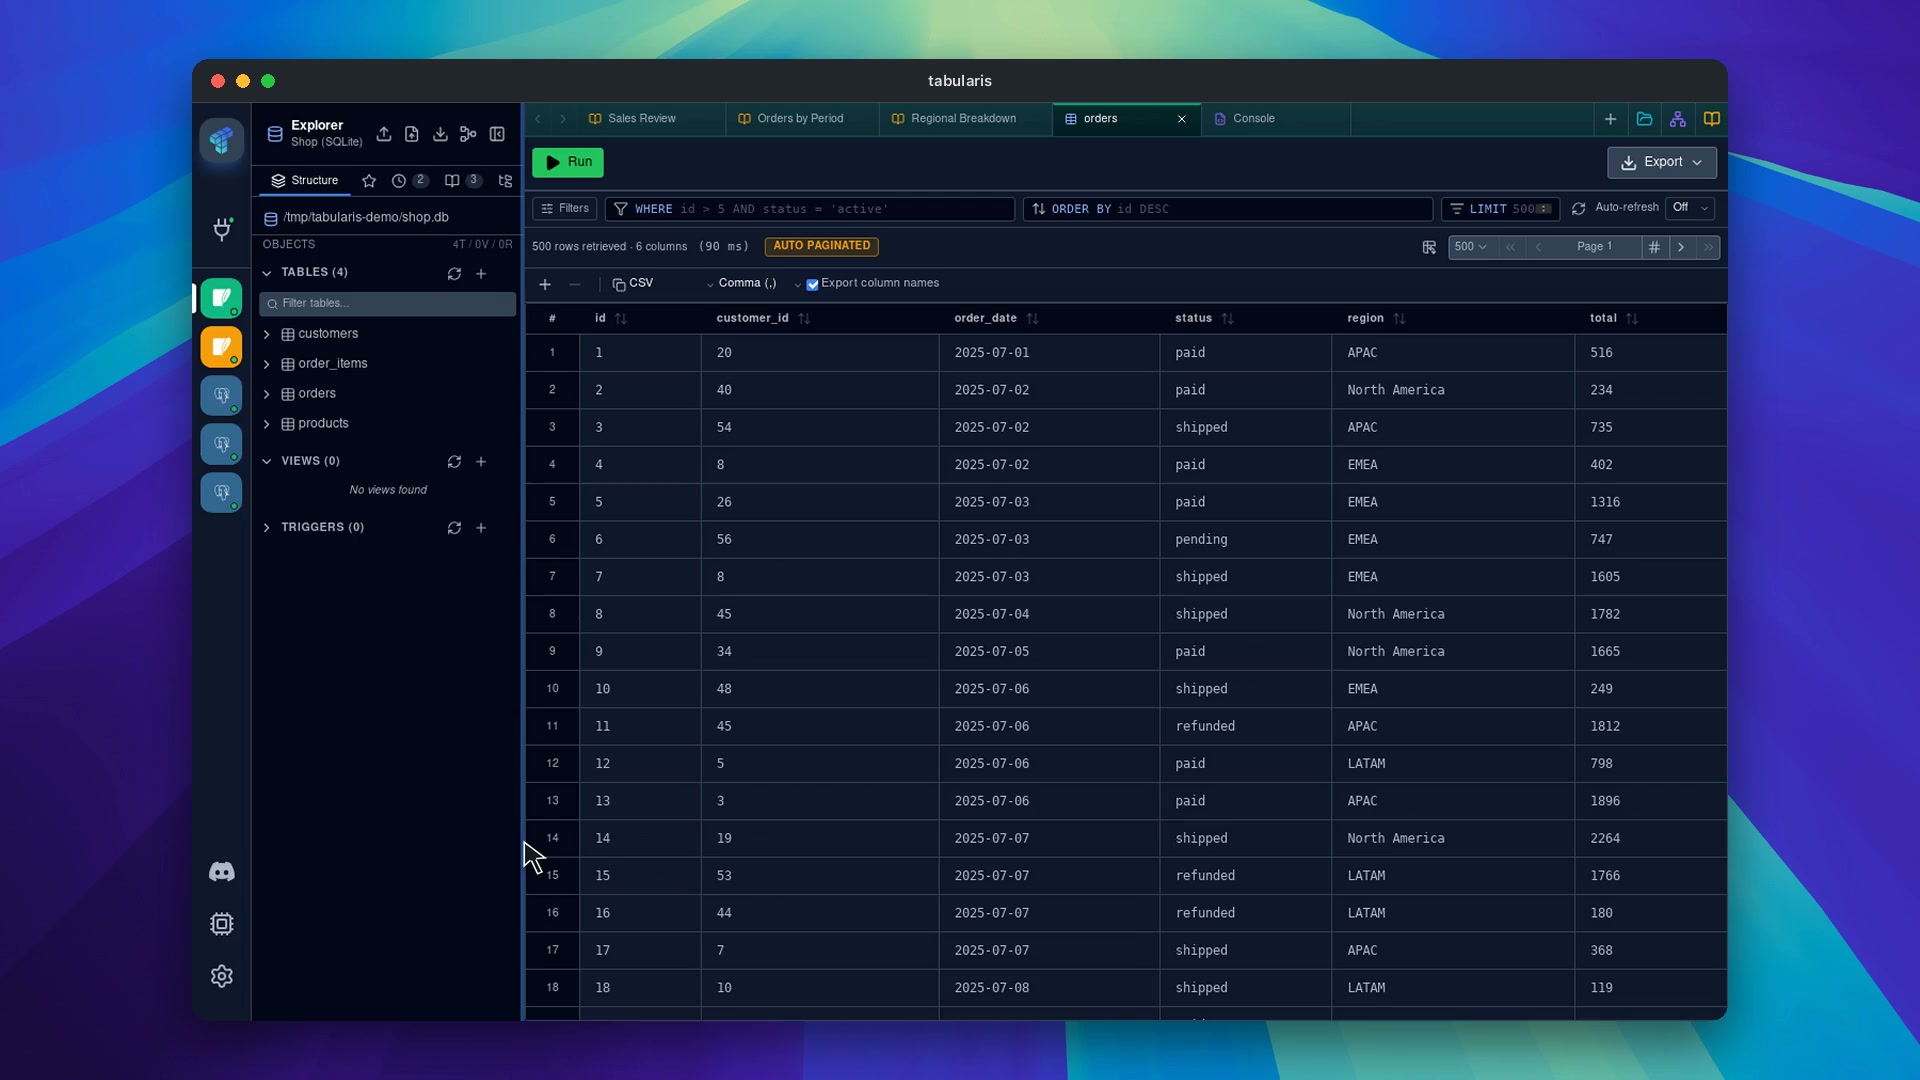 tabularis
Explorer
Shop (SQLite)
Sales Review
Orders by Period
Regional Breakdown
orders
Console
Run
Export
Structure
2
3
Filters
WHERE id > 5 AND status = 'active'
ORDER BY id DESC
LIMIT 500
Auto-refresh
Off
/tmp/tabularis-demo/shop.db
OBJECTS
4T / 0V / 0R
500 rows retrieved · 6 columns (90 ms)
AUTO PAGINATED
500
Page 1
#
TABLES (4)
Filter tables...
customers
order_items
orders
products
VIEWS (0)
No views found
TRIGGERS (0)
CSV
Comma (,)
Export column names
# id customer_id order_date status region total
1 1 20 2025-07-01 paid APAC 516
2 2 40 2025-07-02 paid North America 234
3 3 54 2025-07-02 shipped APAC 735
4 4 8 2025-07-02 paid EMEA 402
5 5 26 2025-07-03 paid EMEA 1316
6 6 56 2025-07-03 pending EMEA 747
7 7 8 2025-07-03 shipped EMEA 1605
8 8 45 2025-07-04 shipped North America 1782
9 9 34 2025-07-05 paid North America 1665
10 10 48 2025-07-06 shipped EMEA 249
11 11 45 2025-07-06 refunded APAC 1812
12 12 5 2025-07-06 paid LATAM 798
13 13 3 2025-07-06 paid APAC 1896
14 14 19 2025-07-07 shipped North America 2264
15 15 53 2025-07-07 refunded LATAM 1766
16 16 44 2025-07-07 refunded LATAM 180
17 17 7 2025-07-07 shipped APAC 368
18 18 10 2025-07-08 shipped LATAM 119